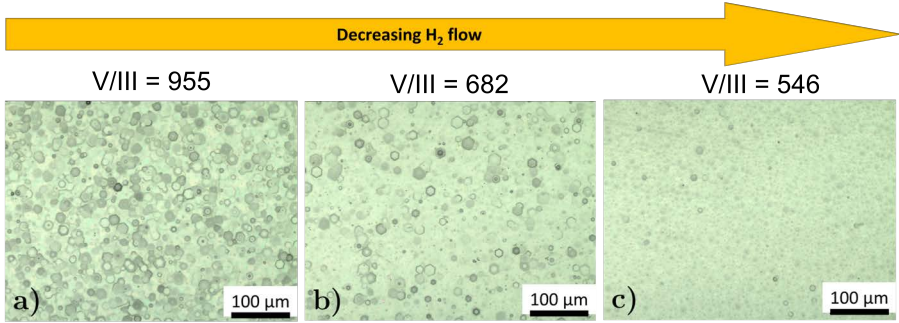 Decreasing H₂ flow
V/III = 955
V/III = 682
V/III = 546
a)
100 µm
b)
100 µm
c)
100 µm